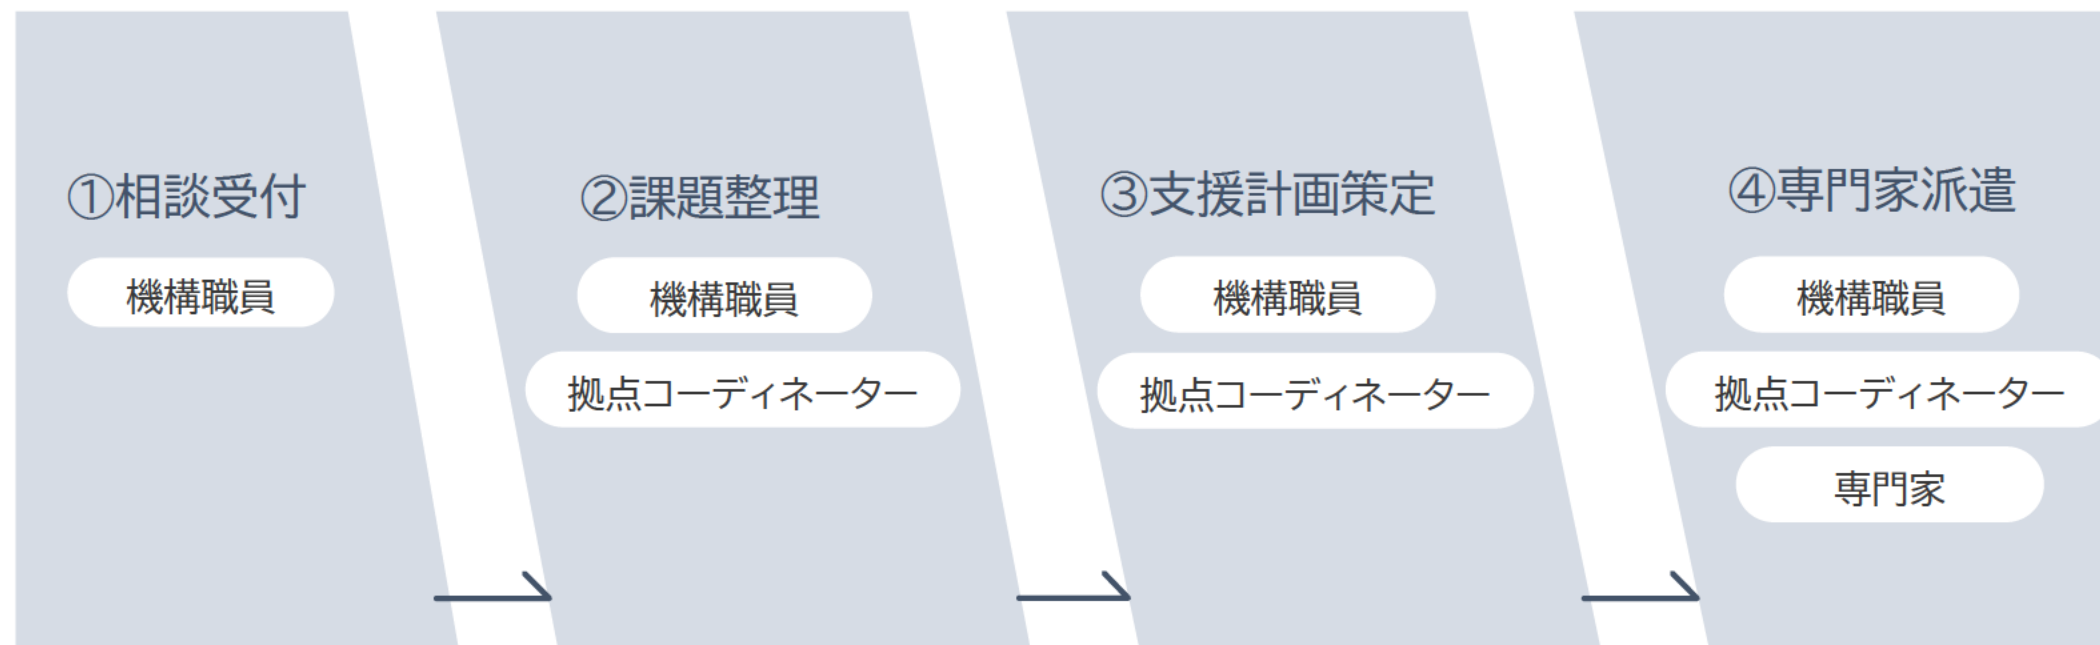 ①相談受付
機構職員
②課題整理
機構職員
拠点コーディネーター
③支援計画策定
機構職員
拠点コーディネーター
④専門家派遣
機構職員
拠点コーディネーター
専門家